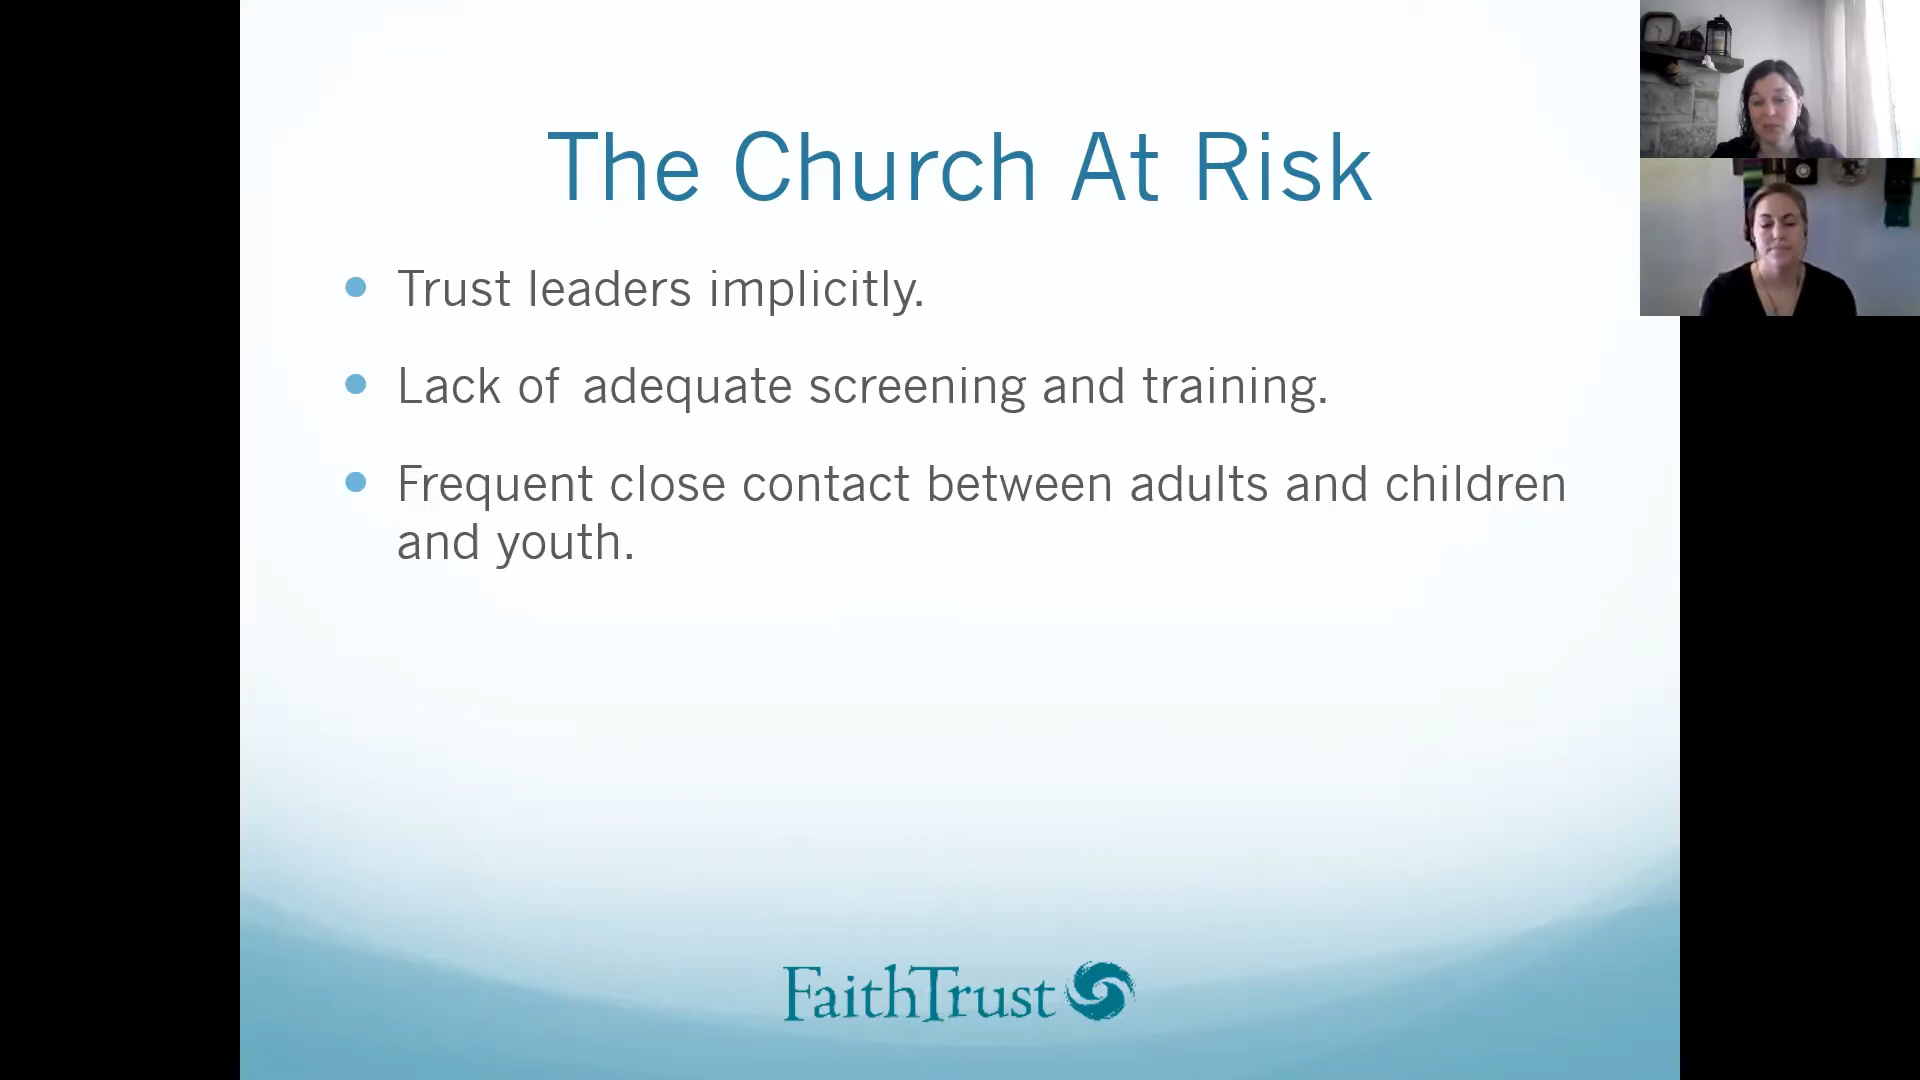 The Church At Risk
Trust leaders implicitly.
Lack of adequate screening and training.
Frequent close contact between adults and children
and youth.
FaithTrust